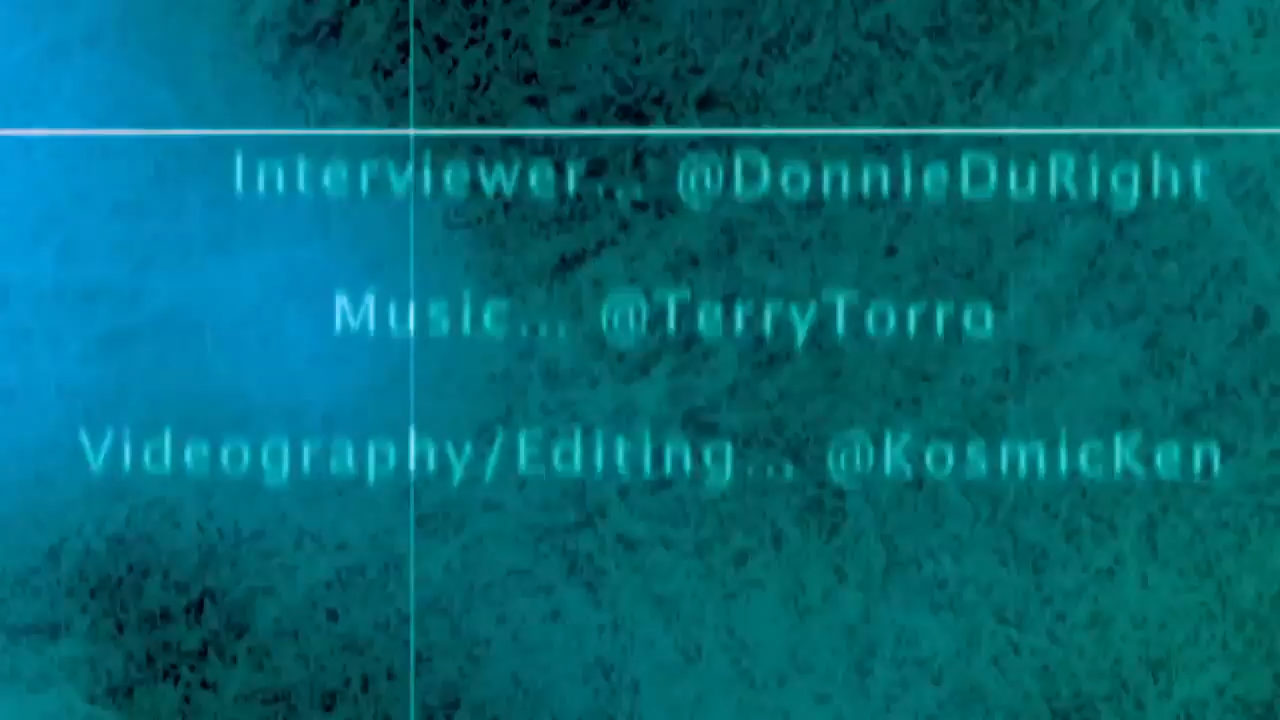 Interviewer... @DonnieDuRight
Music... @TerryTorro
Videography/Editing... @KosmicKen